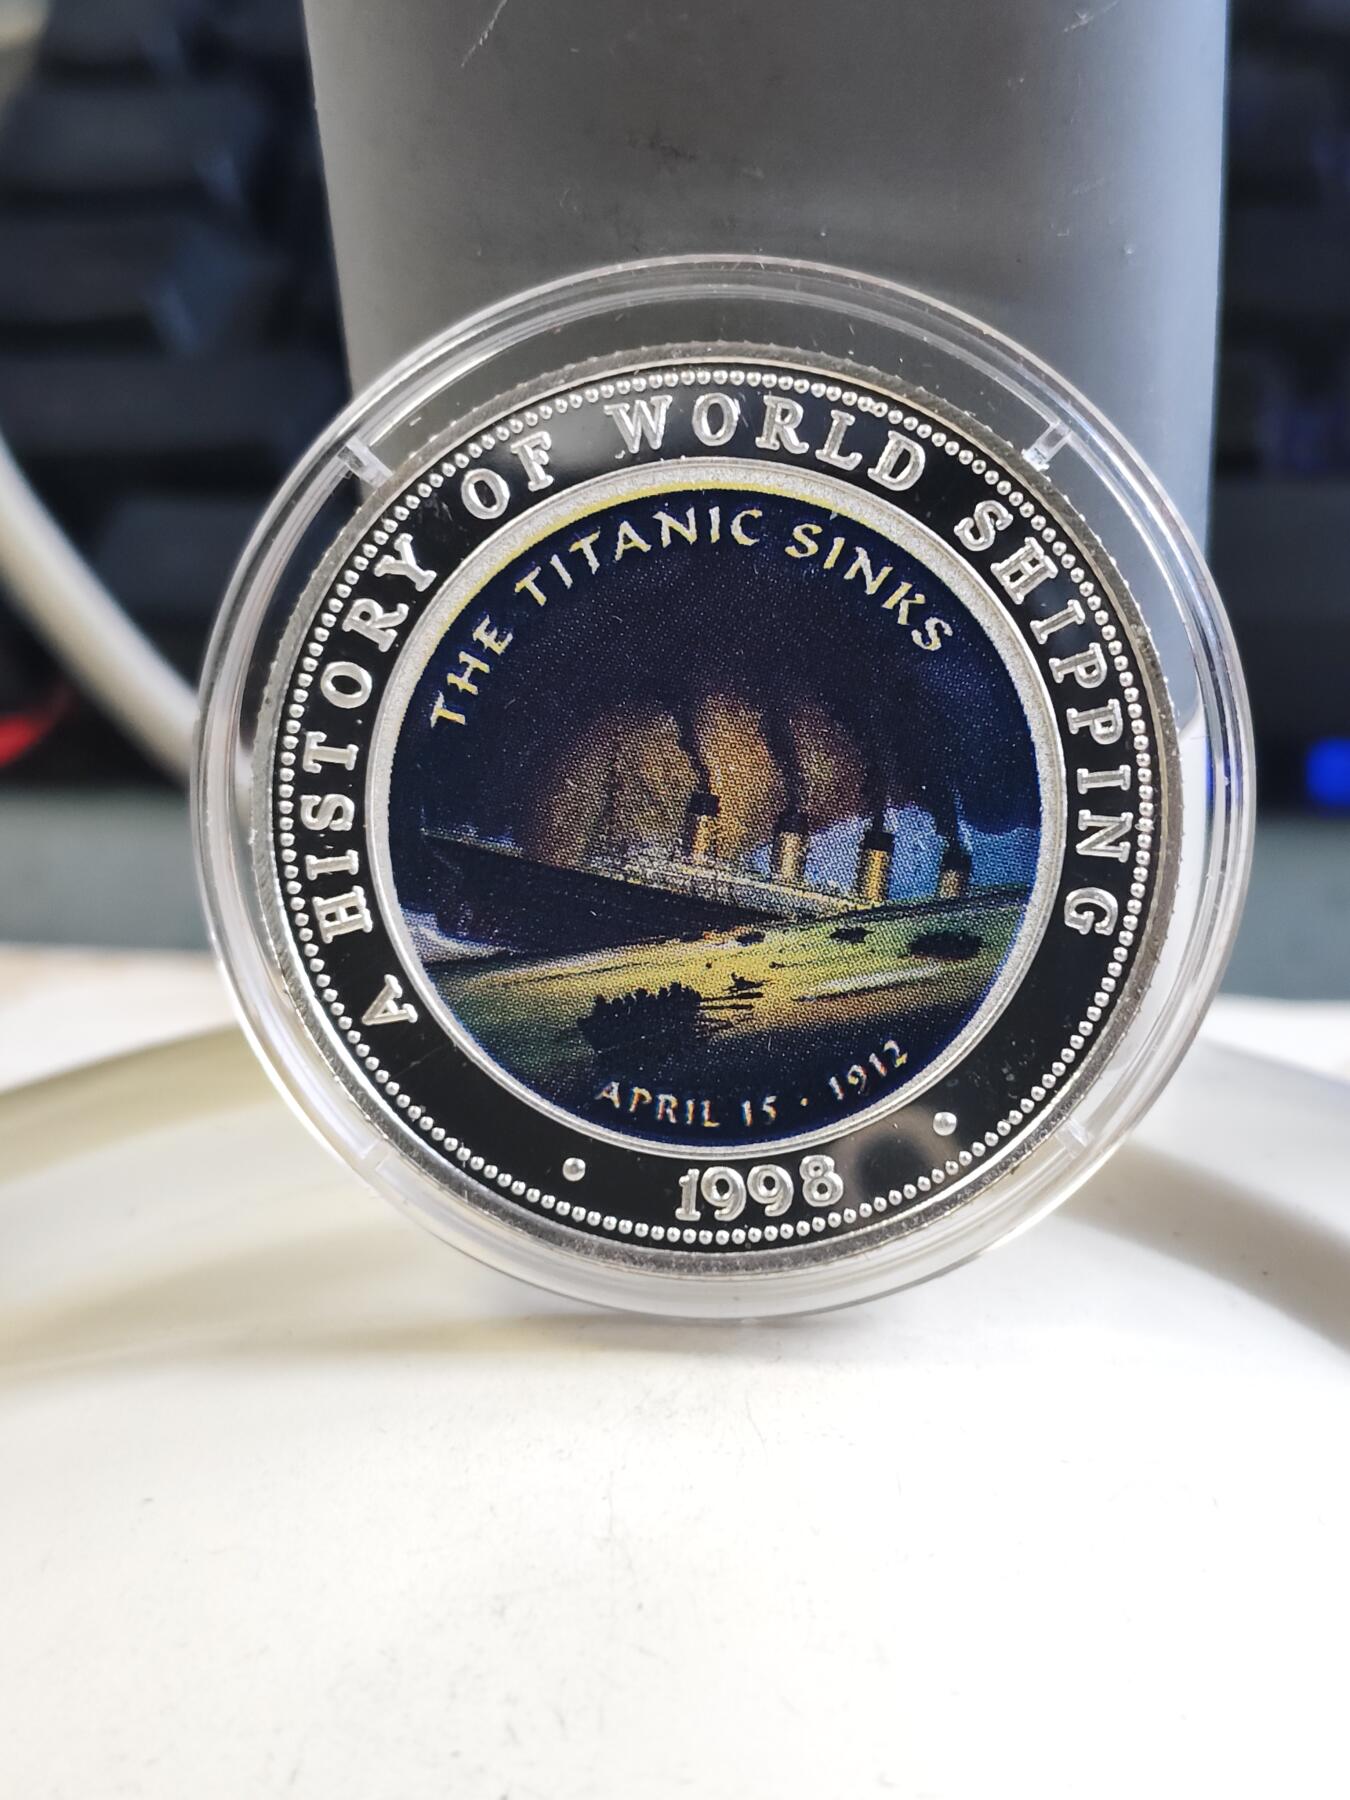 A HISTORY OF WORLD SHIPPING
THE TITANIC SINKS
APRIL 15 · 1912
• 1998 •